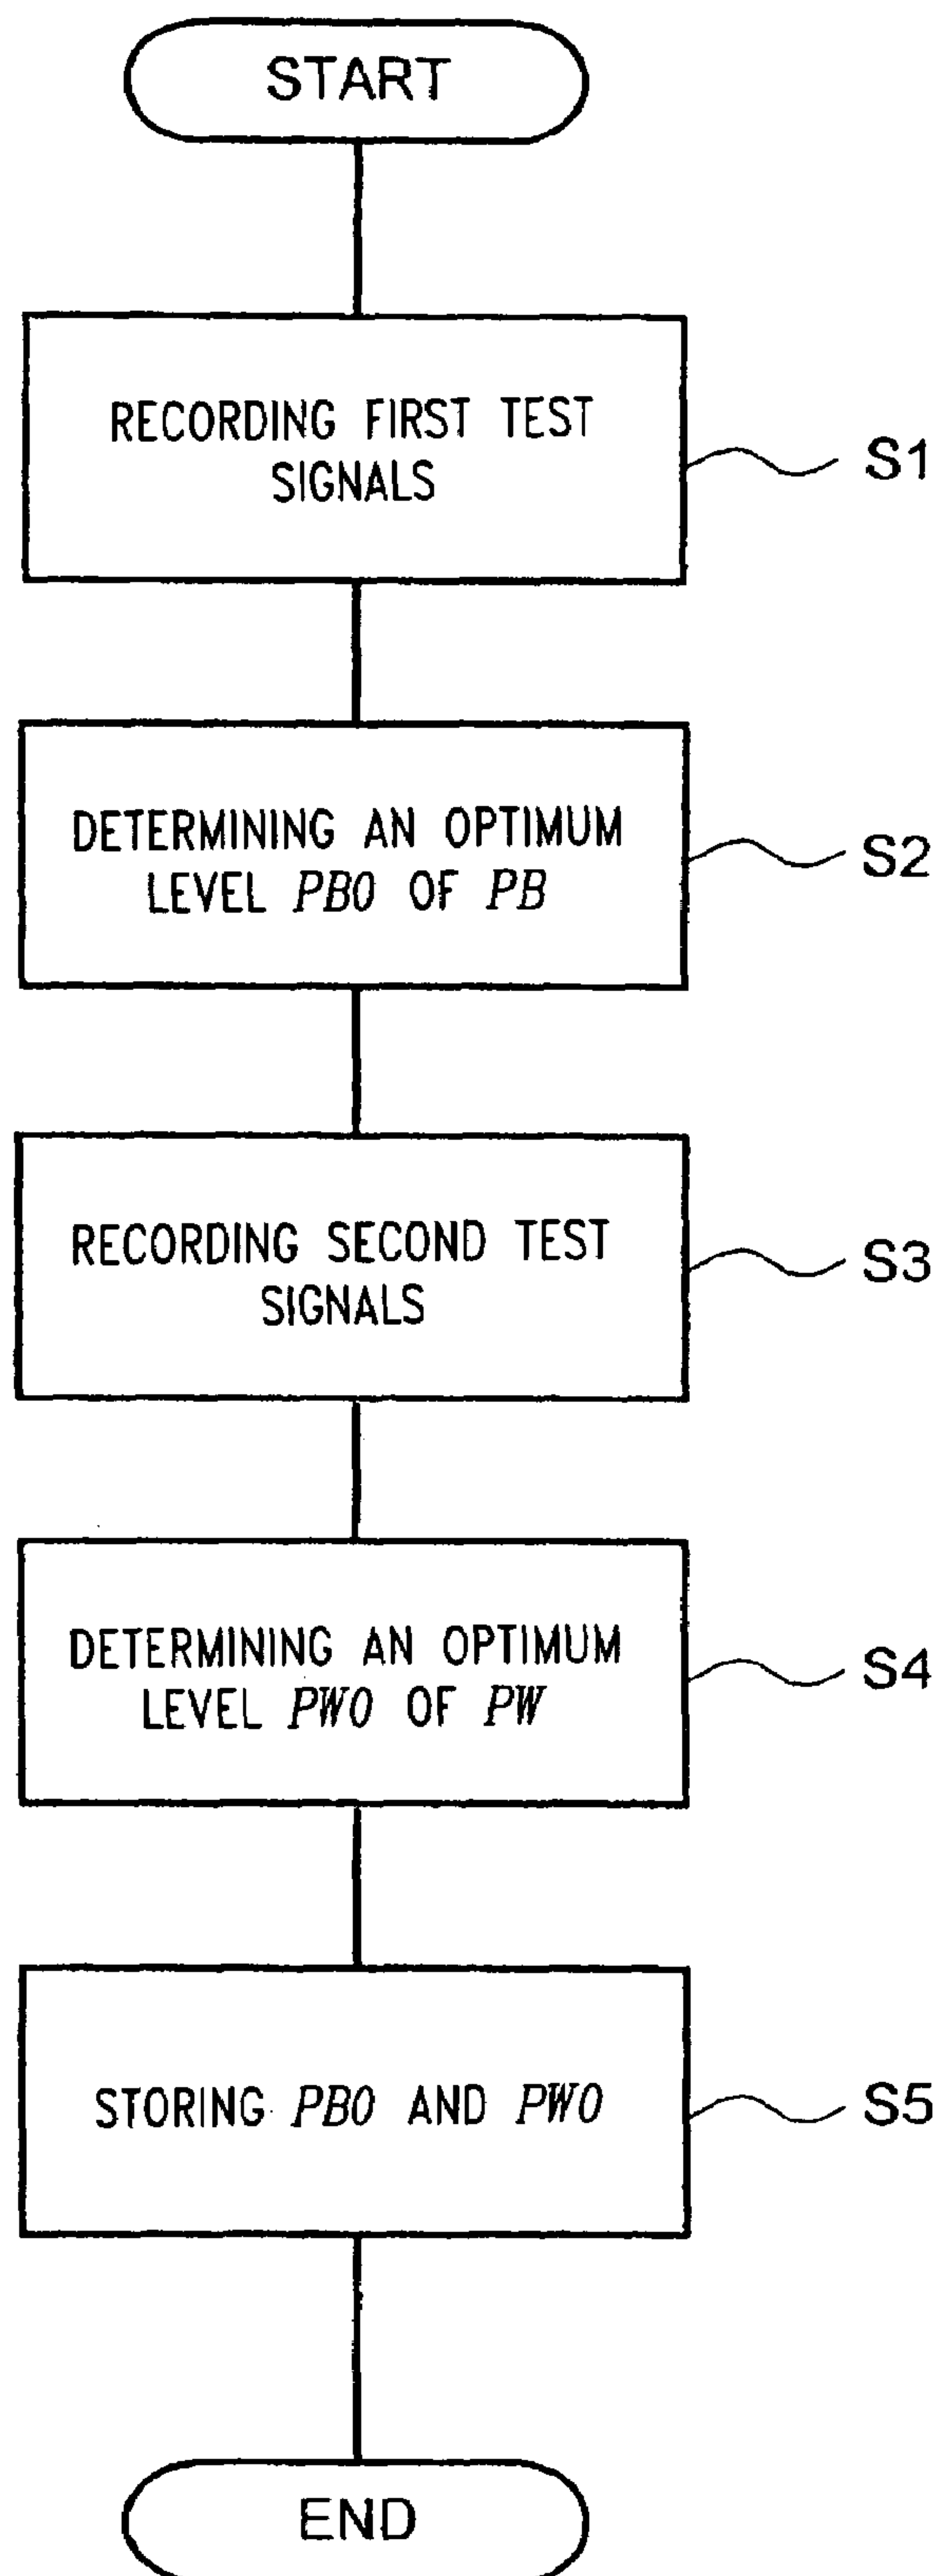 START
RECORDING FIRST TEST
SIGNALS
S1
DETERMINING AN OPTIMUM
LEVEL PB0 OF PB
S2
RECORDING SECOND TEST
SIGNALS
S3
DETERMINING AN OPTIMUM
LEVEL PW0 OF PW
S4
STORING PB0 AND PW0
S5
END